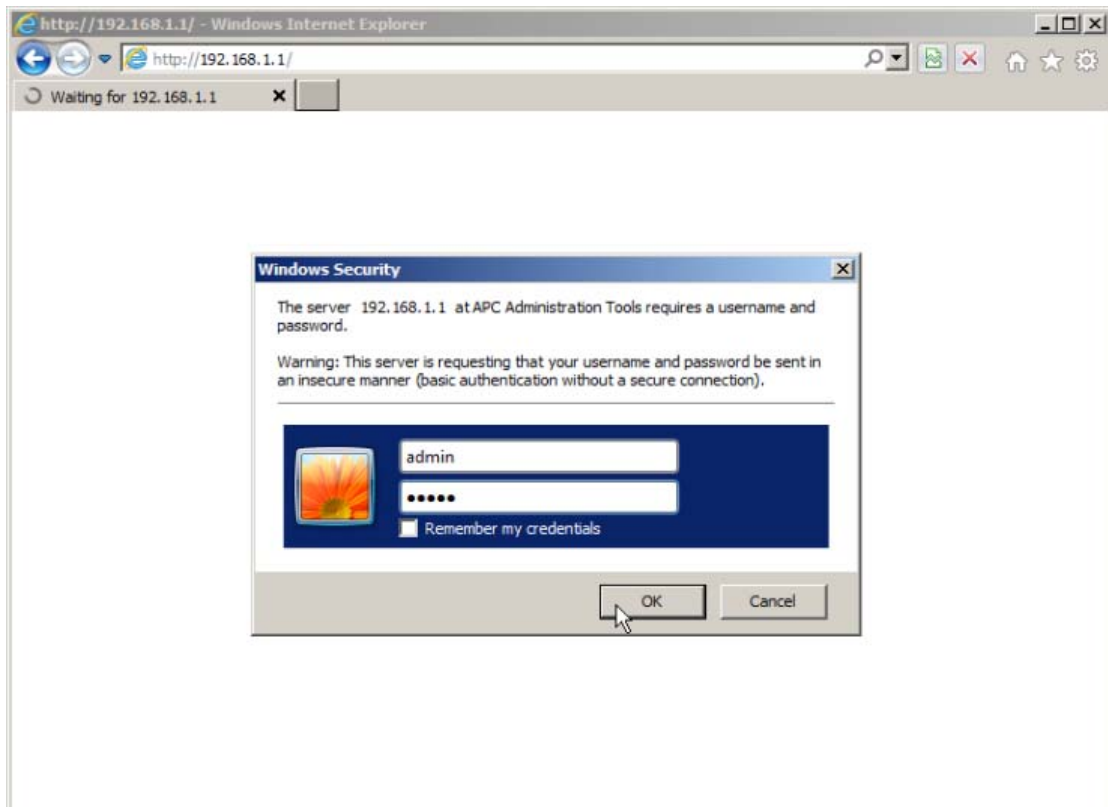 http://192.168.1.1/ - Windows Internet Explorer
http://192.168.1.1/
Waiting for 192.168.1.1
Windows Security
The server 192.168.1.1 at APC Administration Tools requires a username and
password.
Warning: This server is requesting that your username and password be sent in
an insecure manner (basic authentication without a secure connection).
admin
•••••
Remember my credentials
OK
Cancel